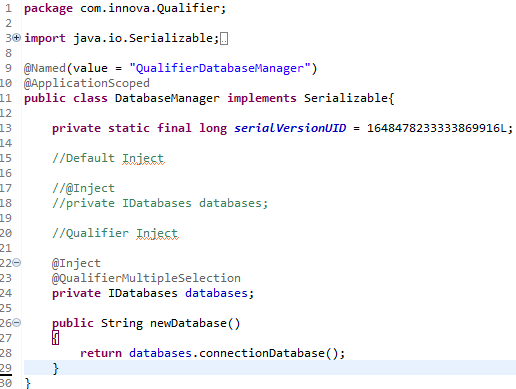 1 package com.innova.Qualifier;
2
3 import java.io.Serializable;
8
9 @Named(value = "QualifierDatabaseManager")
10 @ApplicationScoped
11 public class DatabaseManager implements Serializable{
12
13 private static final long serialVersionUID = 1648478233333869916L;
14
15 //Default Inject
16
17 //@Inject
18 //private IDatabases databases;
19
20 //Qualifier Inject
21
22 @Inject
23 @QualifierMultipleSelection
24 private IDatabases databases;
25
26 public String newDatabase()
27 {
28 return databases.connectionDatabase();
29 }
30 }